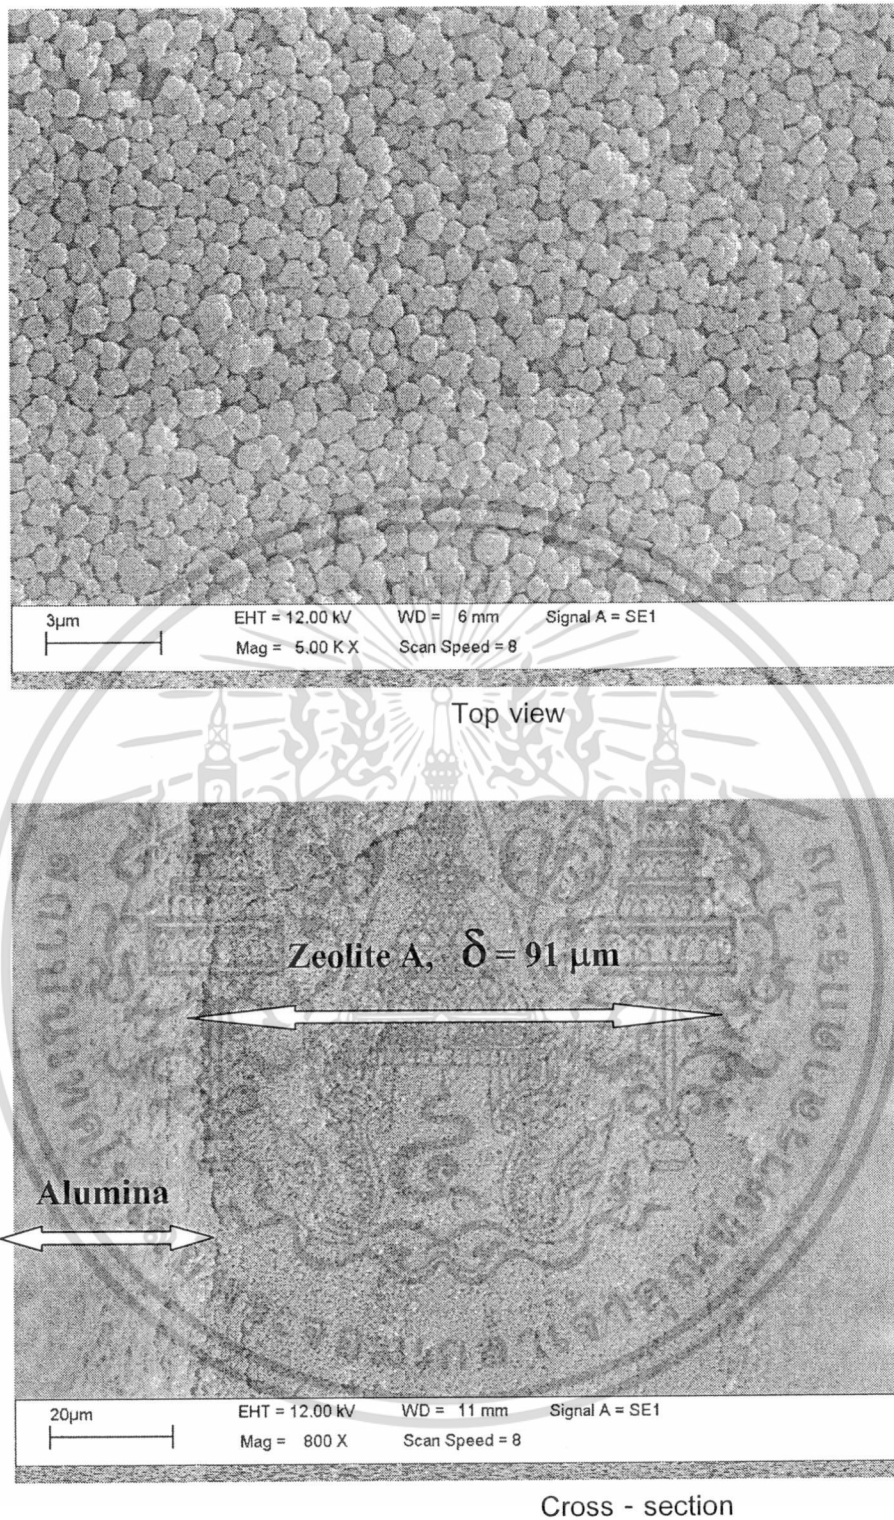 3µm
EHT = 12.00 kV WD = 6 mm Signal A = SE1
Mag = 5.00 K X Scan Speed = 8
Top view
Zeolite A, δ = 91 µm
Alumina
20µm
EHT = 12.00 kV WD = 11 mm Signal A = SE1
Mag = 800 X Scan Speed = 8
Cross - section